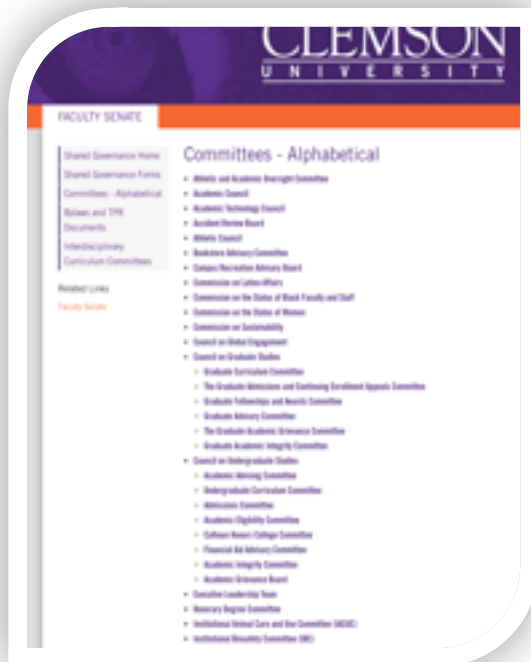 CLEMSON
UNIVERSITY
FACULTY SENATE
Shared Governance Home
Shared Governance Forms
Committees - Alphabetical
Bylaws and TPR
Documents
Interdisciplinary
Curriculum Committees
Related Links
Faculty Senate
Committees - Alphabetical
Athletic and Academic Oversight Committee
Academic Council
Academic Technology Council
Accident Review Board
Athletic Council
Bookstore Advisory Committee
Campus Recreation Advisory Board
Commission on Latino Affairs
Commission on the Status of Black Faculty and Staff
Commission on the Status of Women
Commission on Sustainability
Council on Global Engagement
Council on Graduate Studies
Graduate Curriculum Committee
The Graduate Admissions and Continuing Enrollment Appeals Committee
Graduate Fellowships and Awards Committee
Graduate Advisory Committee
The Graduate Academic Grievance Committee
Graduate Academic Integrity Committee
Council on Undergraduate Studies
Academic Advising Committee
Undergraduate Curriculum Committee
Admissions Committee
Academic Eligibility Committee
Calhoun Honors College Committee
Financial Aid Advisory Committee
Academic Integrity Committee
Academic Grievance Board
Executive Leadership Team
Honorary Degree Committee
Institutional Animal Care and Use Committee (IACUC)
Institutional Biosafety Committee (IBC)